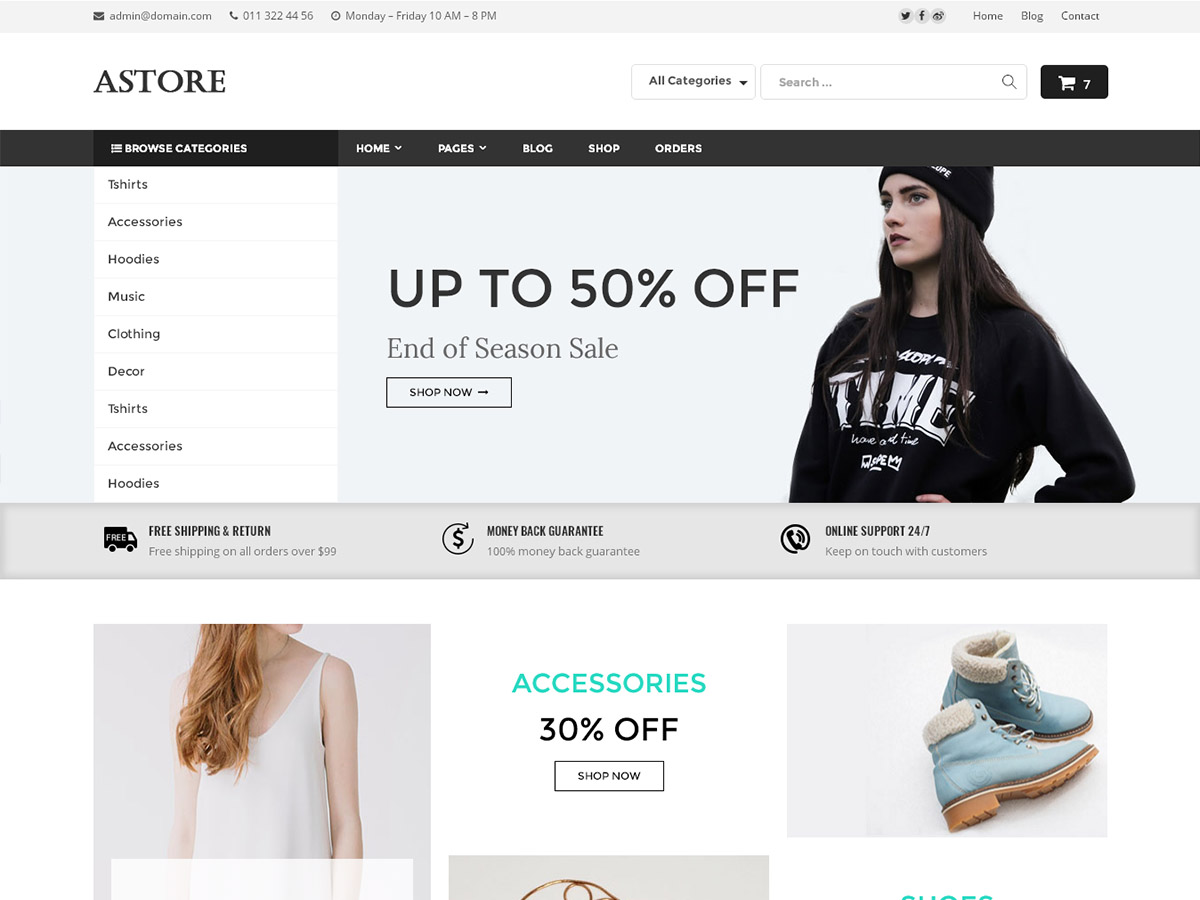 admin@domain.com 011 322 44 56 Monday – Friday 10 AM – 8 PM Home Blog Contact
ASTORE All Categories Search ... 7
BROWSE CATEGORIES HOME PAGES BLOG SHOP ORDERS
Tshirts
Accessories
Hoodies
Music
Clothing
Decor
Tshirts
Accessories
Hoodies
UP TO 50% OFF
End of Season Sale
SHOP NOW
TIME
FREE
FREE SHIPPING & RETURN
Free shipping on all orders over $99
MONEY BACK GUARANTEE
100% money back guarantee
ONLINE SUPPORT 24/7
Keep on touch with customers
ACCESSORIES
30% OFF
SHOP NOW
SHOES